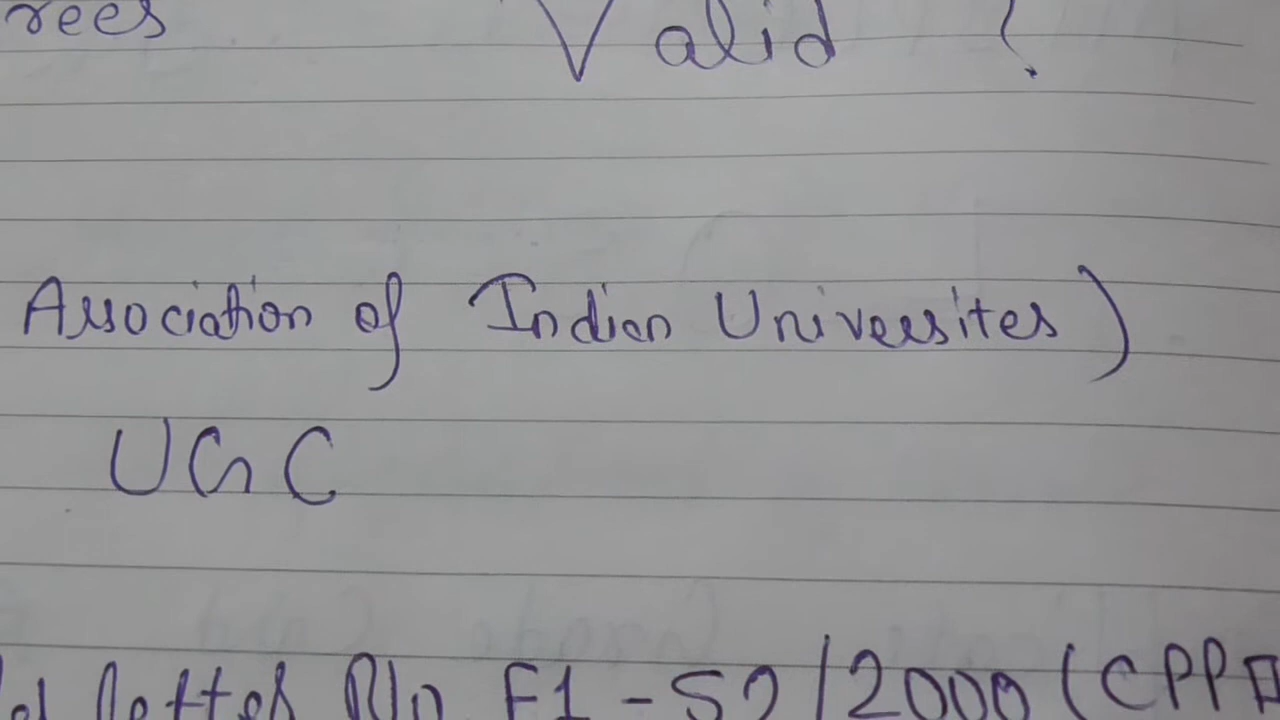 rees Valid ?
Association of Indian Universites )
UGC
letter No F1-52/2000 (CPP